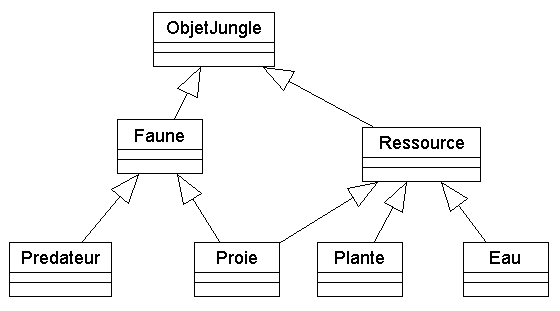 ObjetJungle
Faune
Ressource
Predateur
Proie
Plante
Eau